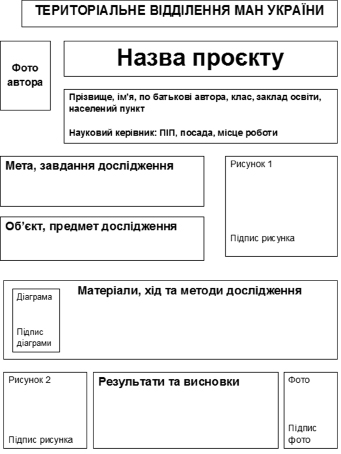 ТЕРИТОРІАЛЬНЕ ВІДДІЛЕННЯ МАН УКРАЇНИ
Фото
автора
Назва проєкту
Прізвище, ім'я, по батькові автора, клас, заклад освіти,
населений пункт
Науковий керівник: ПІП, посада, місце роботи
Мета, завдання дослідження
Рисунок 1
Підпис рисунка
Об'єкт, предмет дослідження
Матеріали, хід та методи дослідження
Діаграма
Підпис
діаграми
Рисунок 2
Підпис рисунка
Результати та висновки
Фото
Підпис
фото